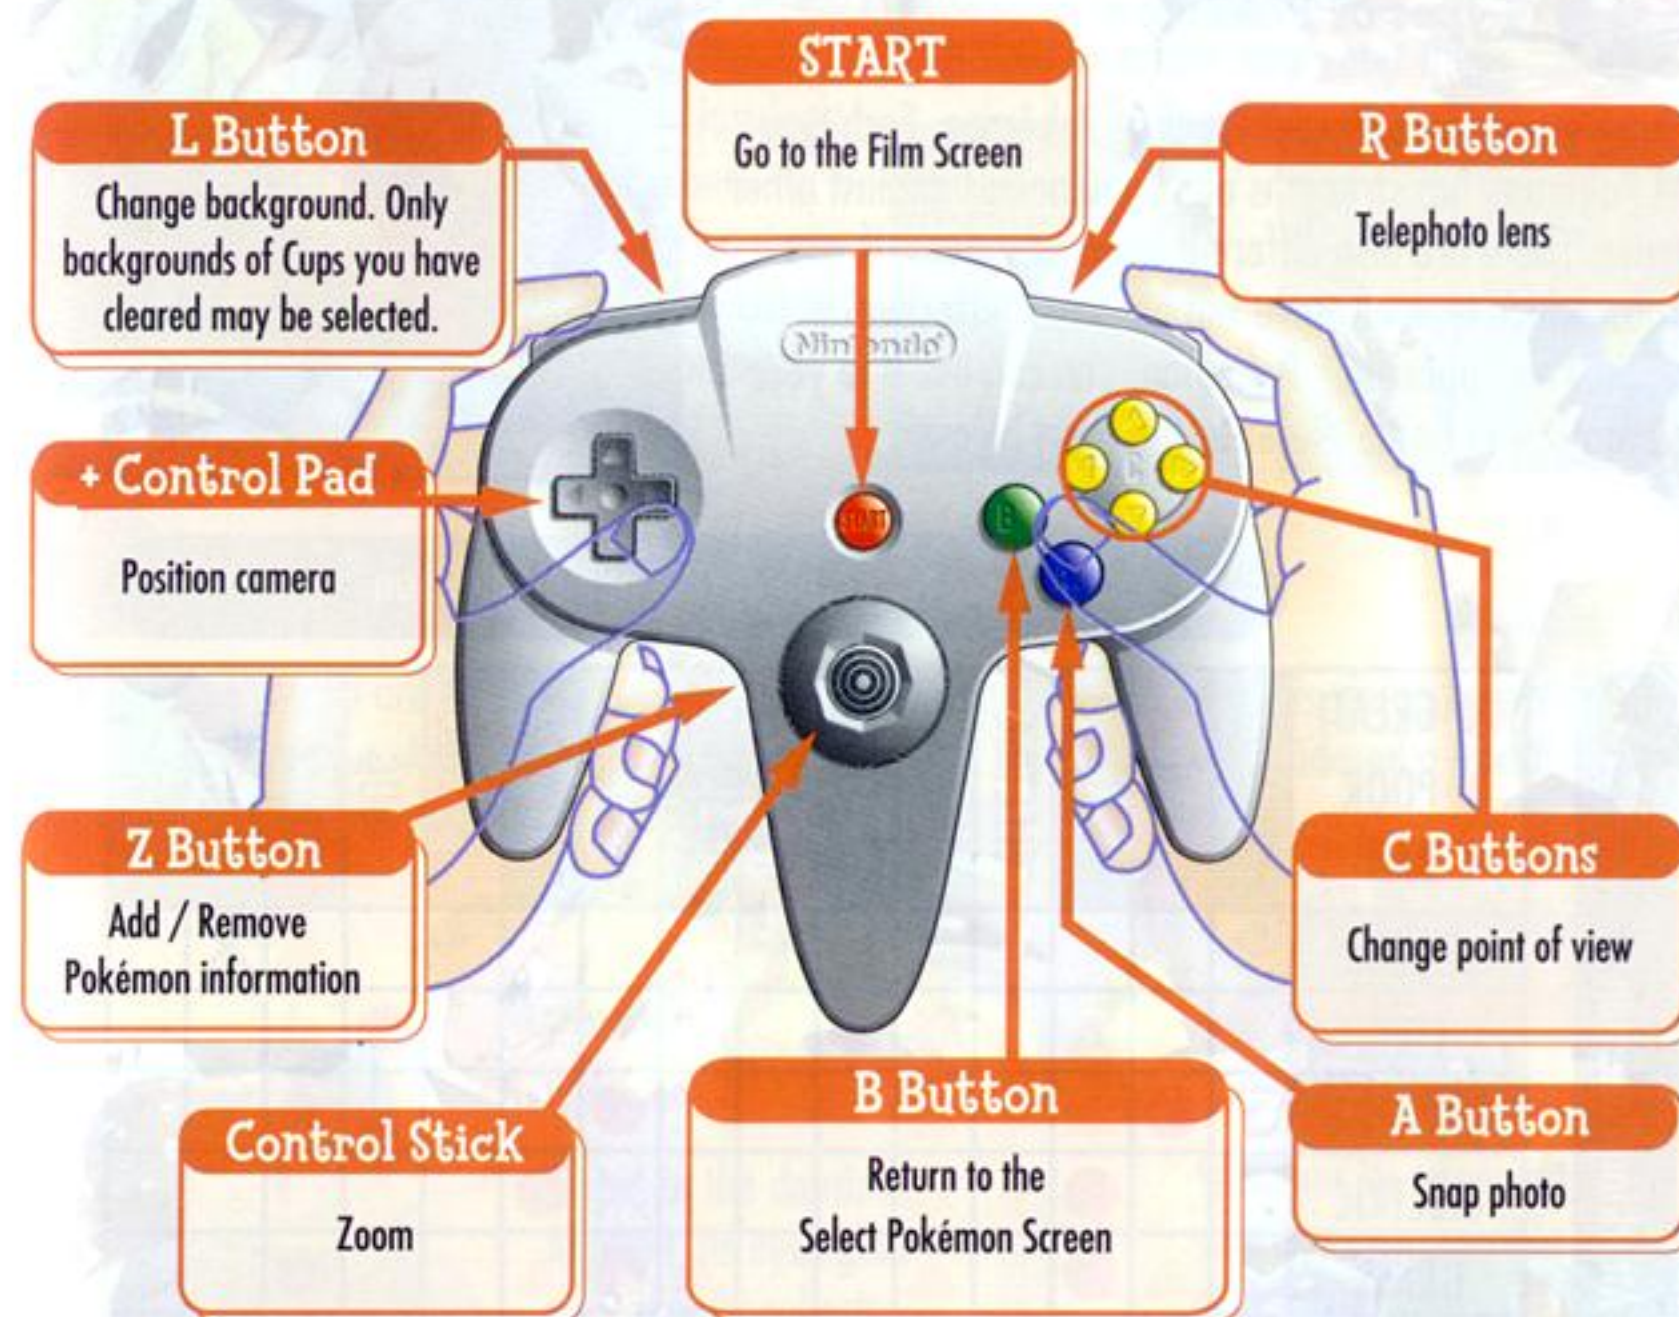 START
Go to the Film Screen
L Button
Change background. Only
backgrounds of Cups you have
cleared may be selected.
R Button
Telephoto lens
Nintendo®
+ Control Pad
Position camera
START
B
C
Z Button
Add / Remove
Pokémon information
C Buttons
Change point of view
Control Stick
Zoom
B Button
Return to the
Select Pokémon Screen
A Button
Snap photo